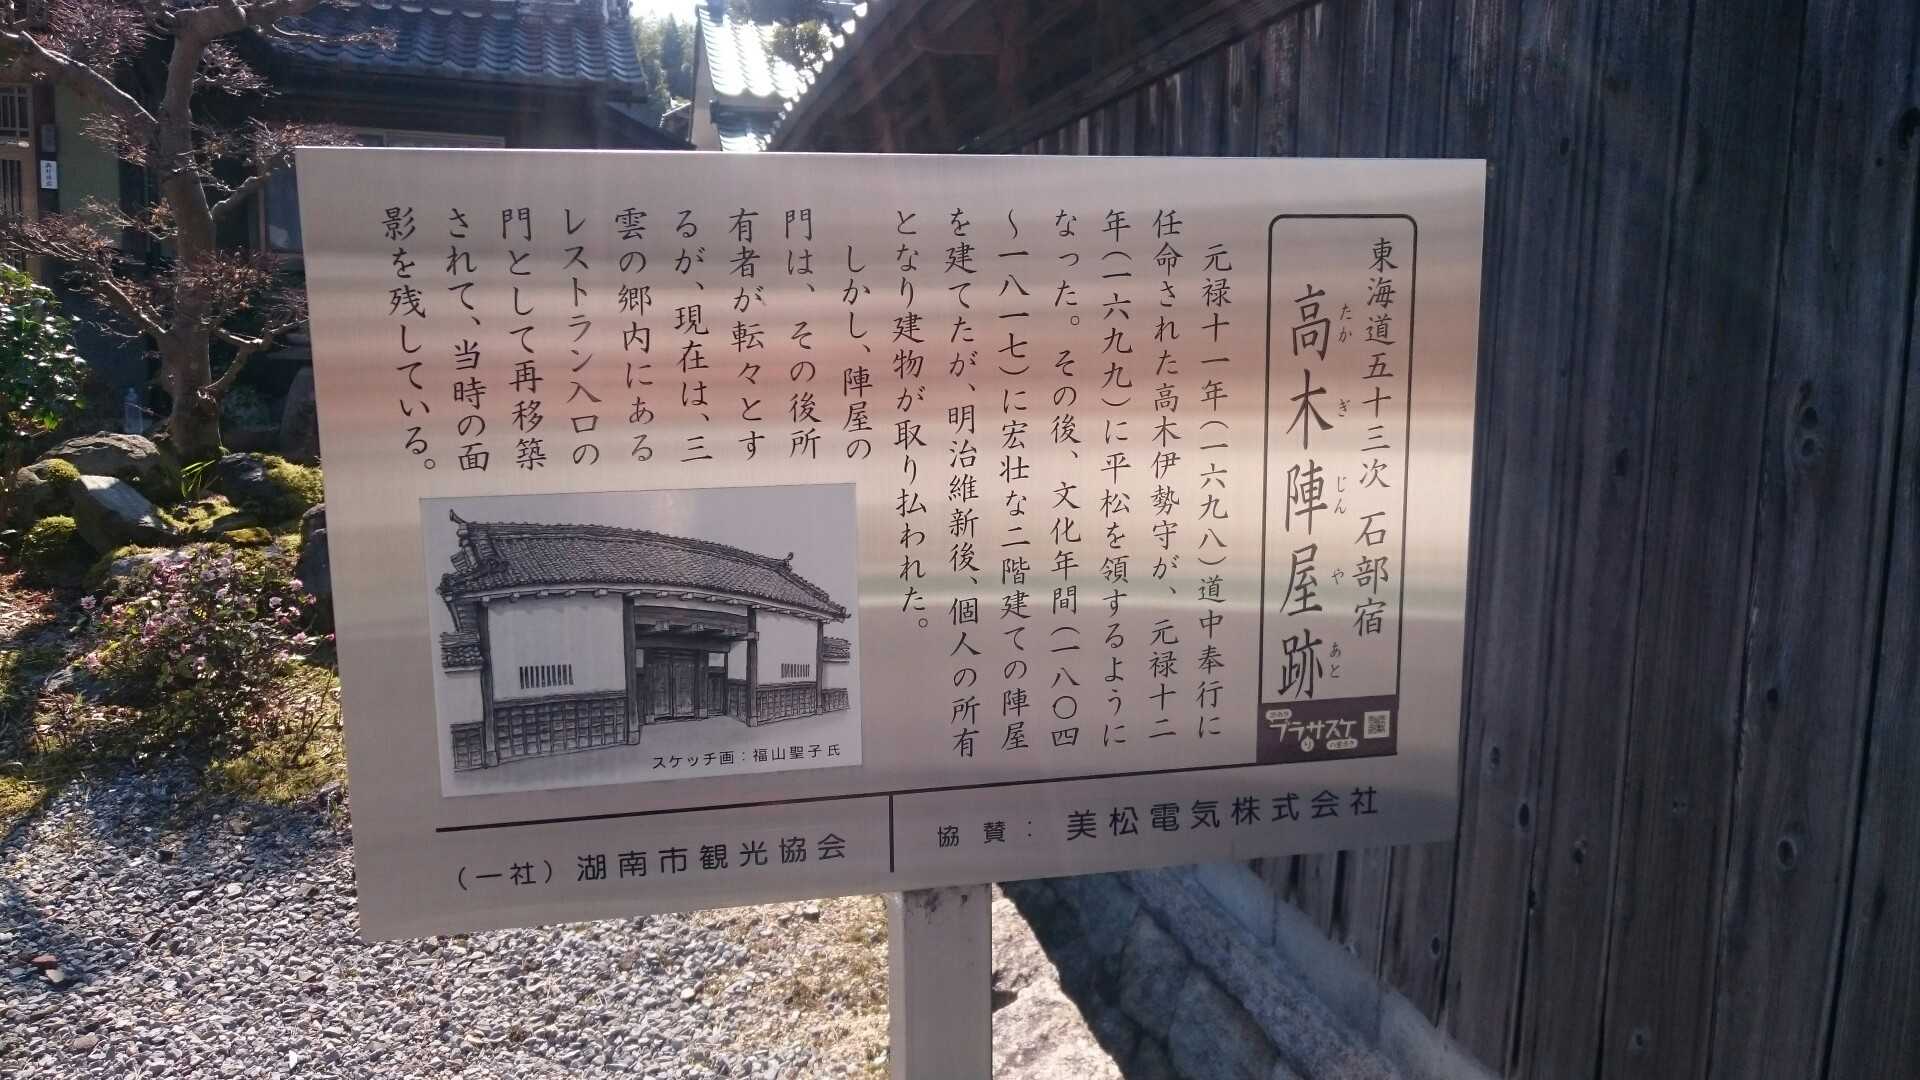 東海道五十三次 石部宿
高木陣屋跡
たか ぎ じん や あと
ブラサスケ
り
元禄十一年(一六九八)道中奉行に
任命された高木伊勢守が、元禄十二
年(一六九九)に平松を領するように
なった。その後、文化年間(一八〇四
～一八一七)に宏壮な二階建ての陣屋
を建てたが、明治維新後、個人の所有
となり建物が取り払われた。
しかし、陣屋の
門は、その後所
有者が転々とす
るが、現在は、三
雲の郷内にある
レストラン入口の
門として再移築
されて、当時の面
影を残している。
スケッチ画：福山聖子氏
協賛： 美松電気株式会社
(一社)湖南市観光協会